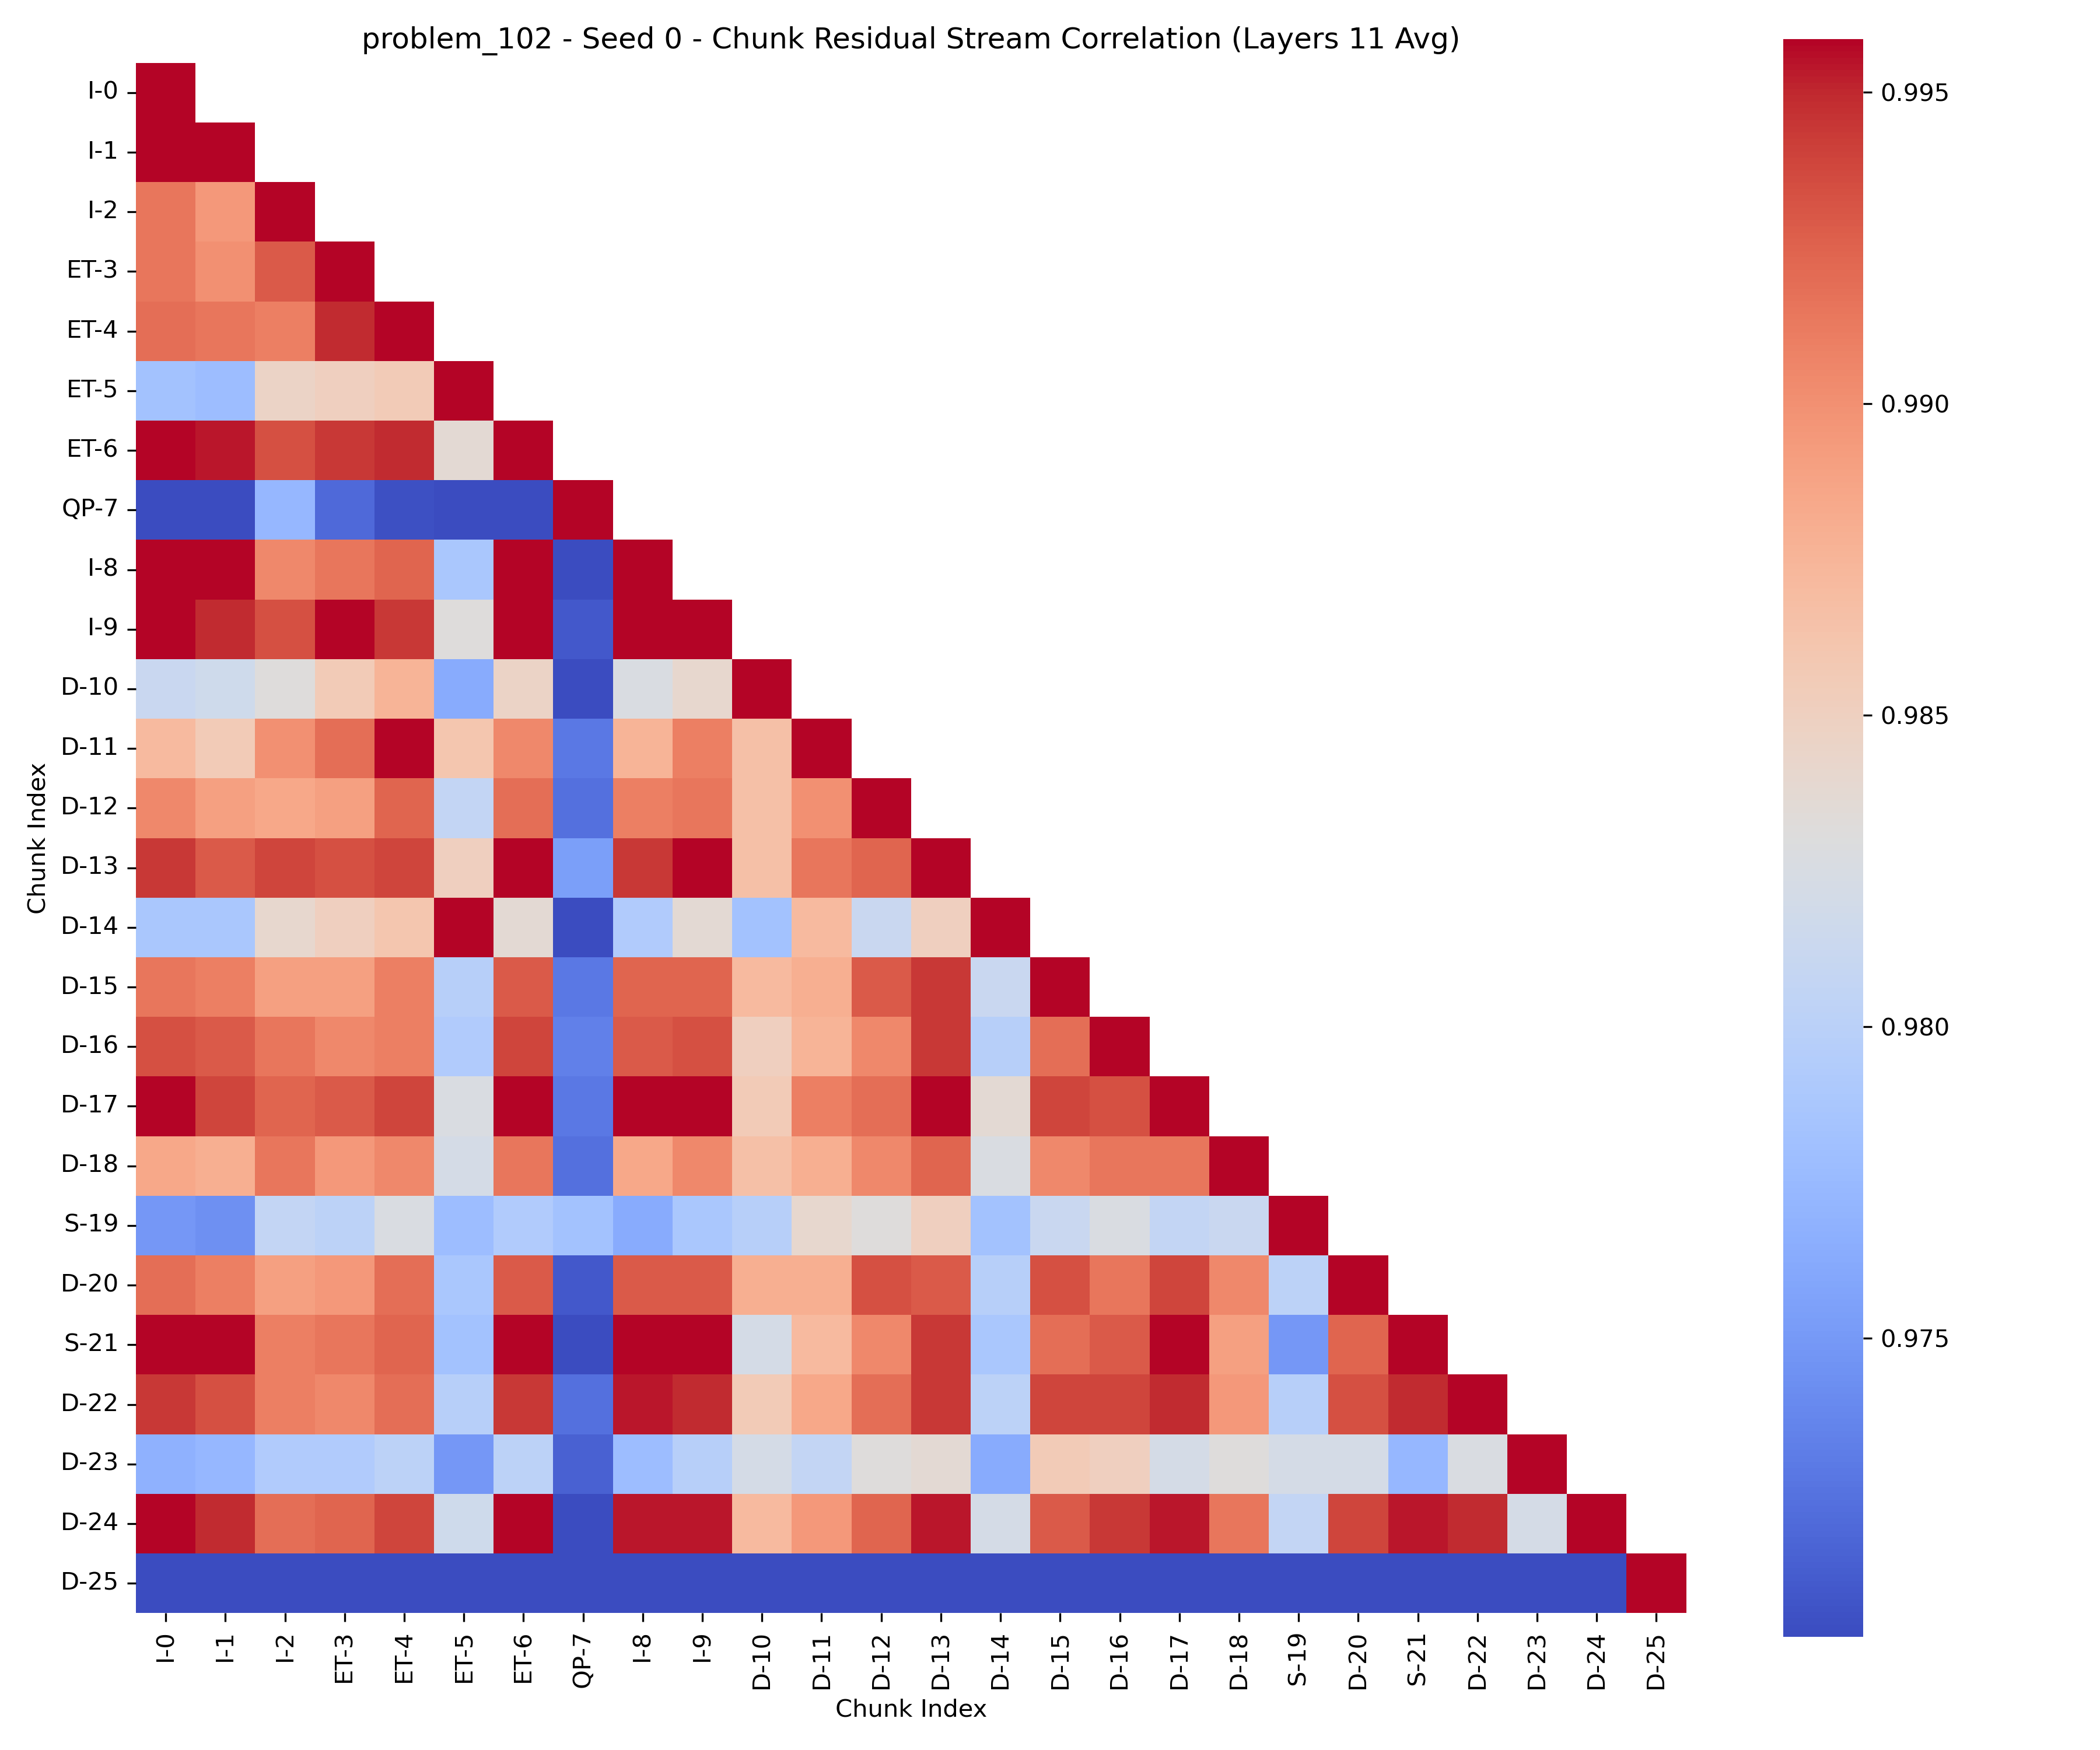 problem_102 - Seed 0 - Chunk Residual Stream Correlation (Layers 11 Avg)
Chunk Index
I-0
I-1
I-2
ET-3
ET-4
ET-5
ET-6
QP-7
I-8
I-9
D-10
D-11
D-12
D-13
D-14
D-15
D-16
D-17
D-18
S-19
D-20
S-21
D-22
D-23
D-24
D-25
I-0 I-1 I-2 ET-3 ET-4 ET-5 ET-6 QP-7 I-8 I-9 D-10 D-11 D-12 D-13 D-14 D-15 D-16 D-17 D-18 S-19 D-20 S-21 D-22 D-23 D-24 D-25
Chunk Index
0.995
0.990
0.985
0.980
0.975